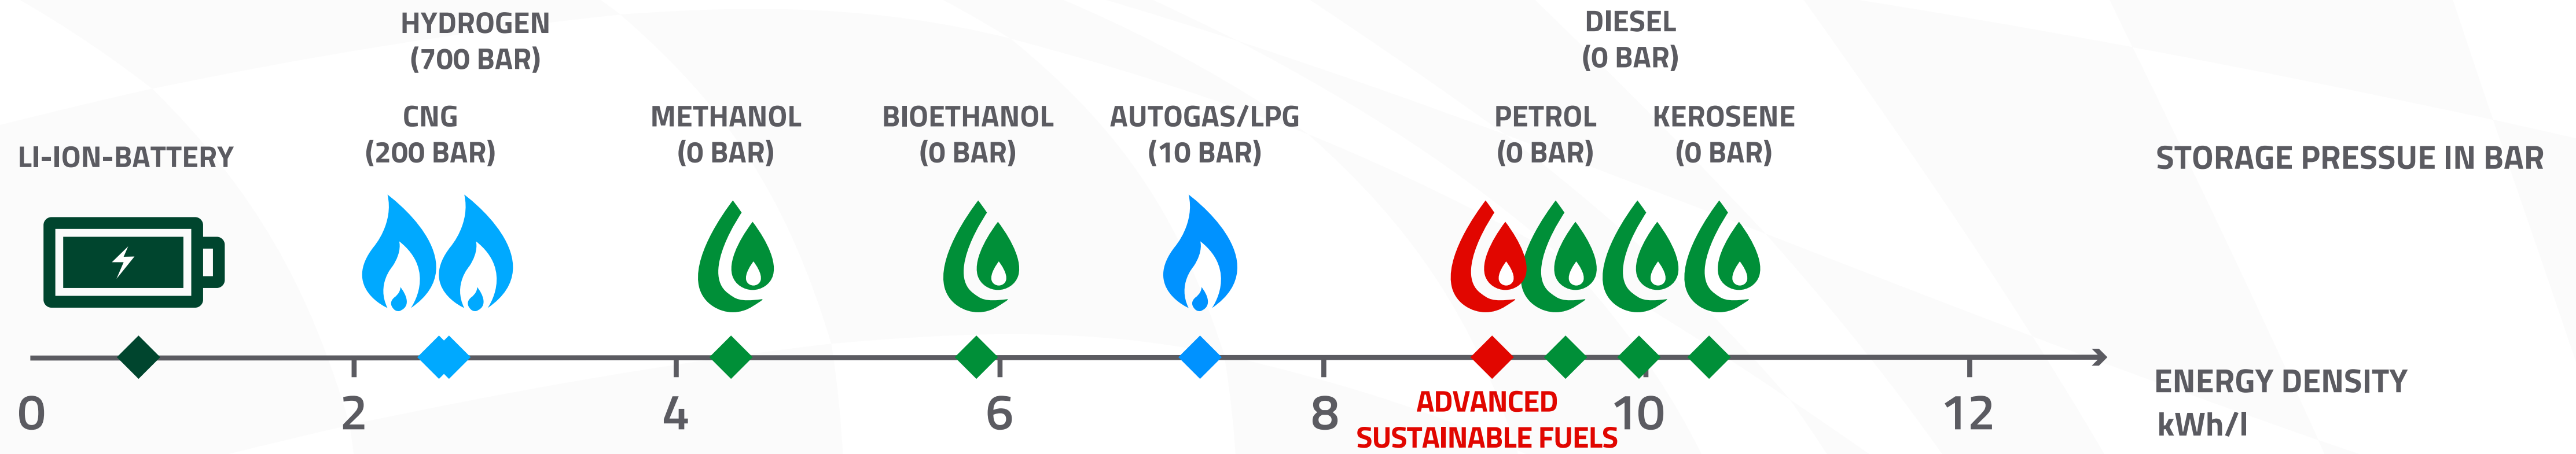 HYDROGEN
(700 BAR)
DIESEL
(0 BAR)
LI-ION-BATTERY
CNG
(200 BAR)
METHANOL
(0 BAR)
BIOETHANOL
(0 BAR)
AUTOGAS/LPG
(10 BAR)
PETROL
(0 BAR)
KEROSENE
(0 BAR)
STORAGE PRESSUE IN BAR
0
2
4
6
8
10
12
ADVANCED
SUSTAINABLE FUELS
ENERGY DENSITY
kWh/l